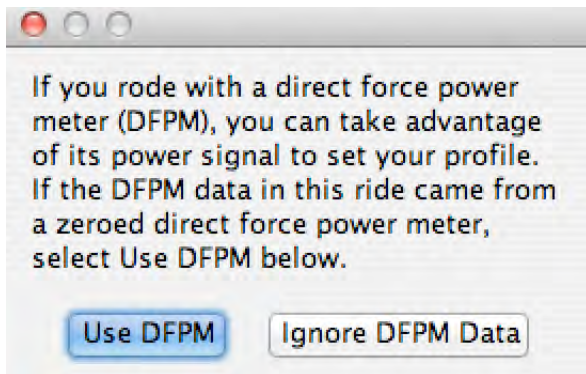 If you rode with a direct force power
meter (DFPM), you can take advantage
of its power signal to set your profile.
If the DFPM data in this ride came from
a zeroed direct force power meter,
select Use DFPM below.
Use DFPM
Ignore DFPM Data